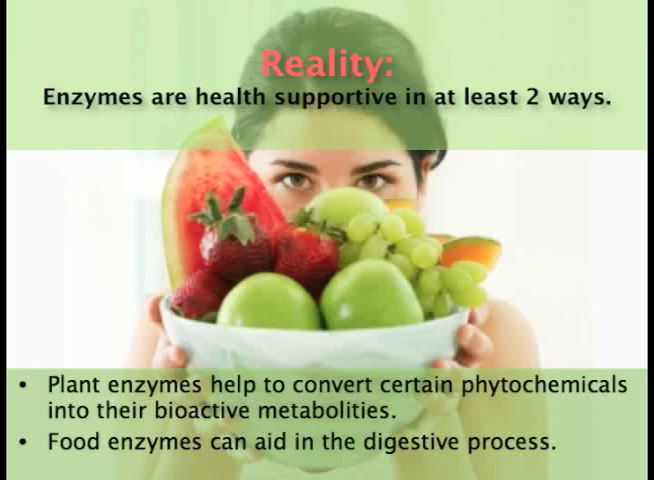 Reality:
Enzymes are health supportive in at least 2 ways.
• Plant enzymes help to convert certain phytochemicals
into their bioactive metabolities.
• Food enzymes can aid in the digestive process.